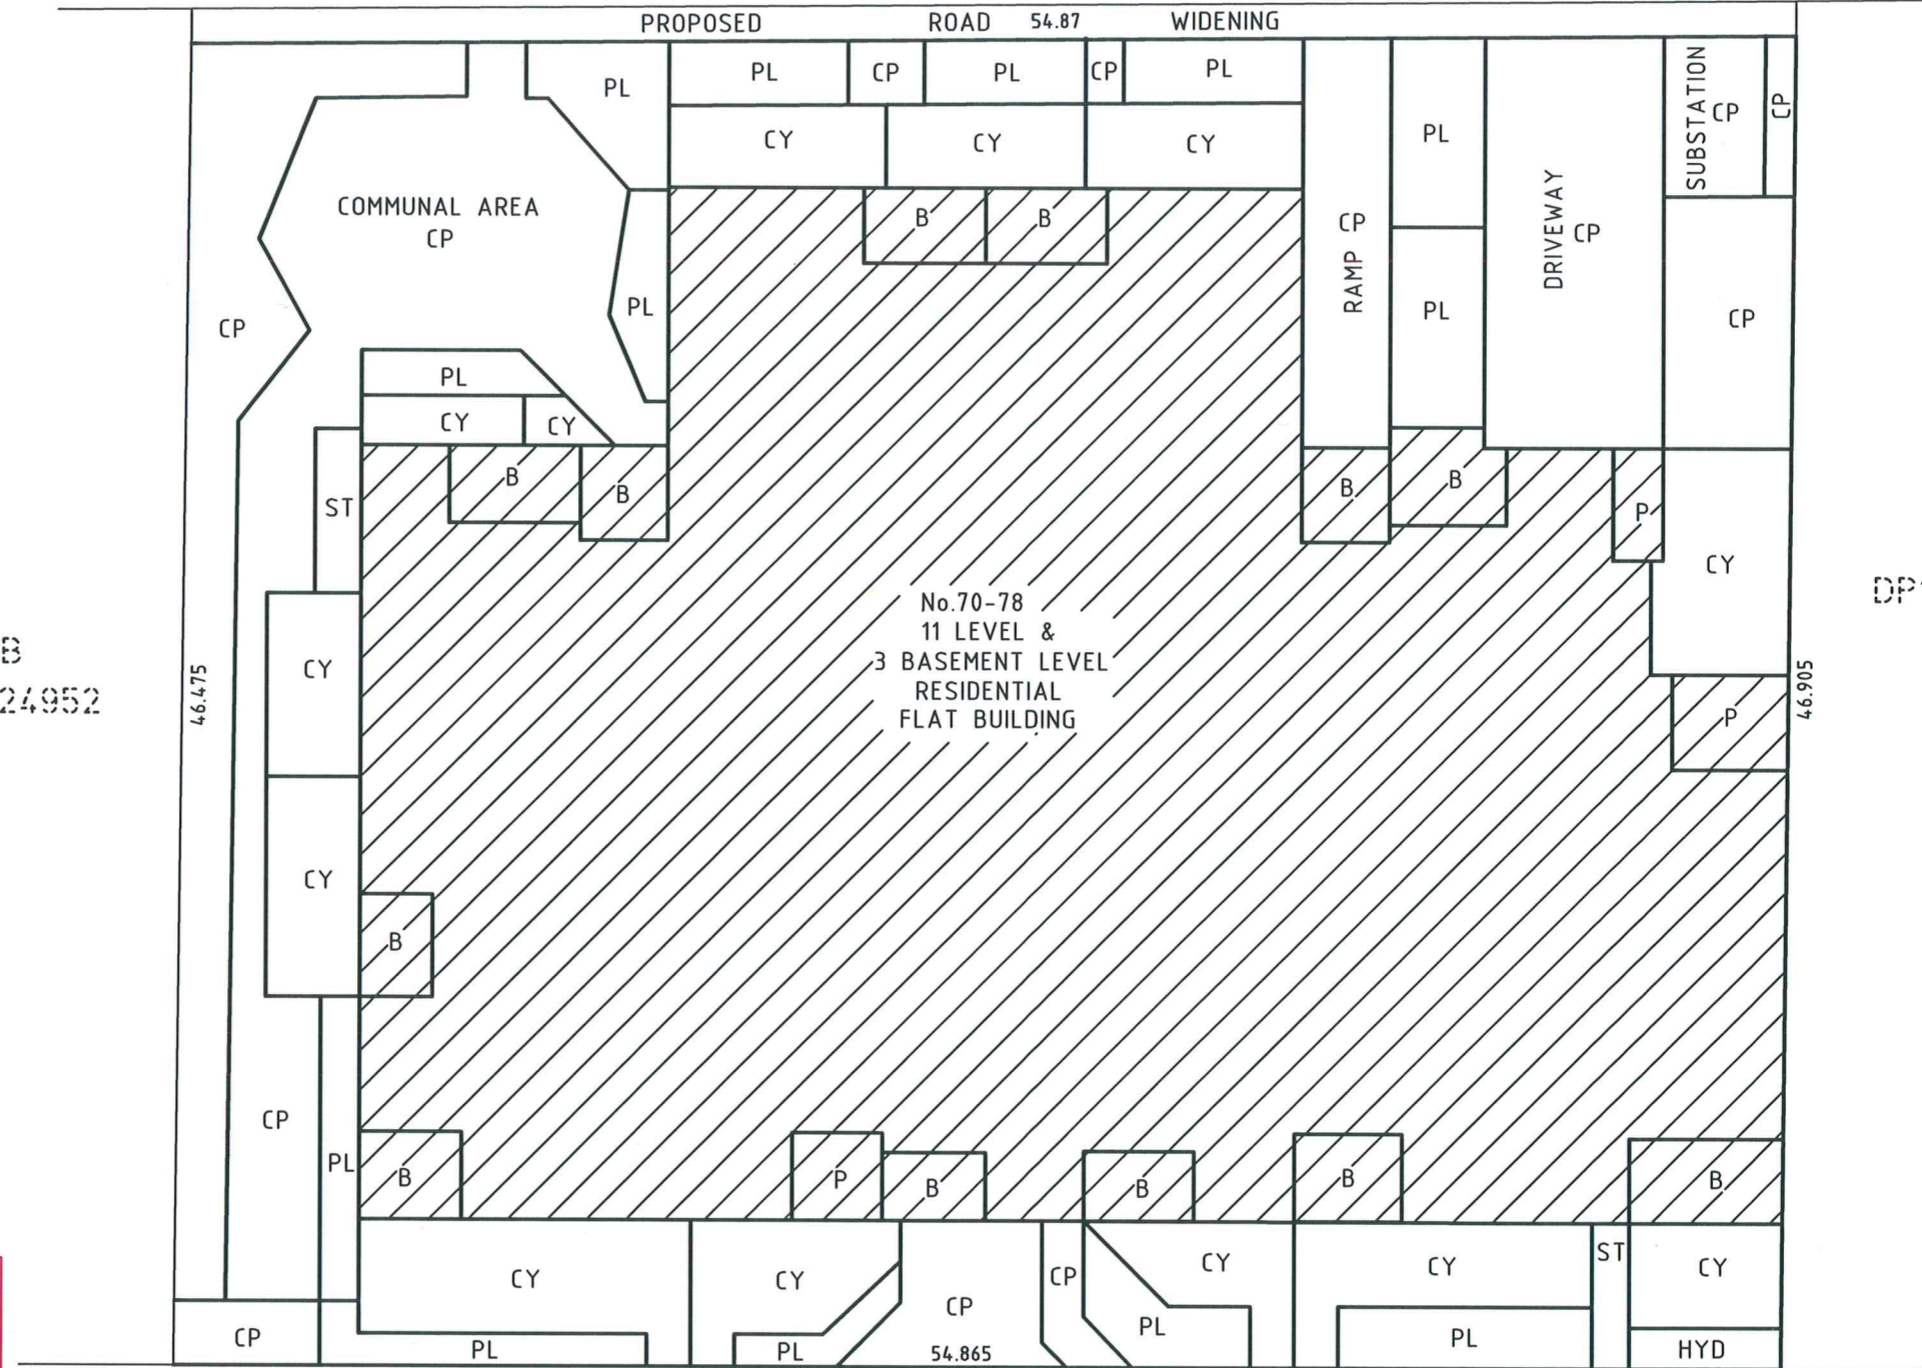 PROPOSED ROAD 54.87 WIDENING
PL
PL
CP
PL
CP
PL
SUBSTATION
CP
CP
CY
CY
CY
PL
COMMUNAL AREA
CP
B
B
CP
RAMP
DRIVEWAY
CP
CP
PL
PL
CP
PL
CY
CY
B
B
B
B
P
ST
CY
No.70-78
11 LEVEL &
3 BASEMENT LEVEL
RESIDENTIAL
FLAT BUILDING
DP
B
24952
46.475
CY
46.905
P
CY
B
CP
PL
B
P
B
B
B
B
CY
CY
CP
CP
CY
CY
ST
CY
CP
PL
PL
54.865
PL
PL
HYD